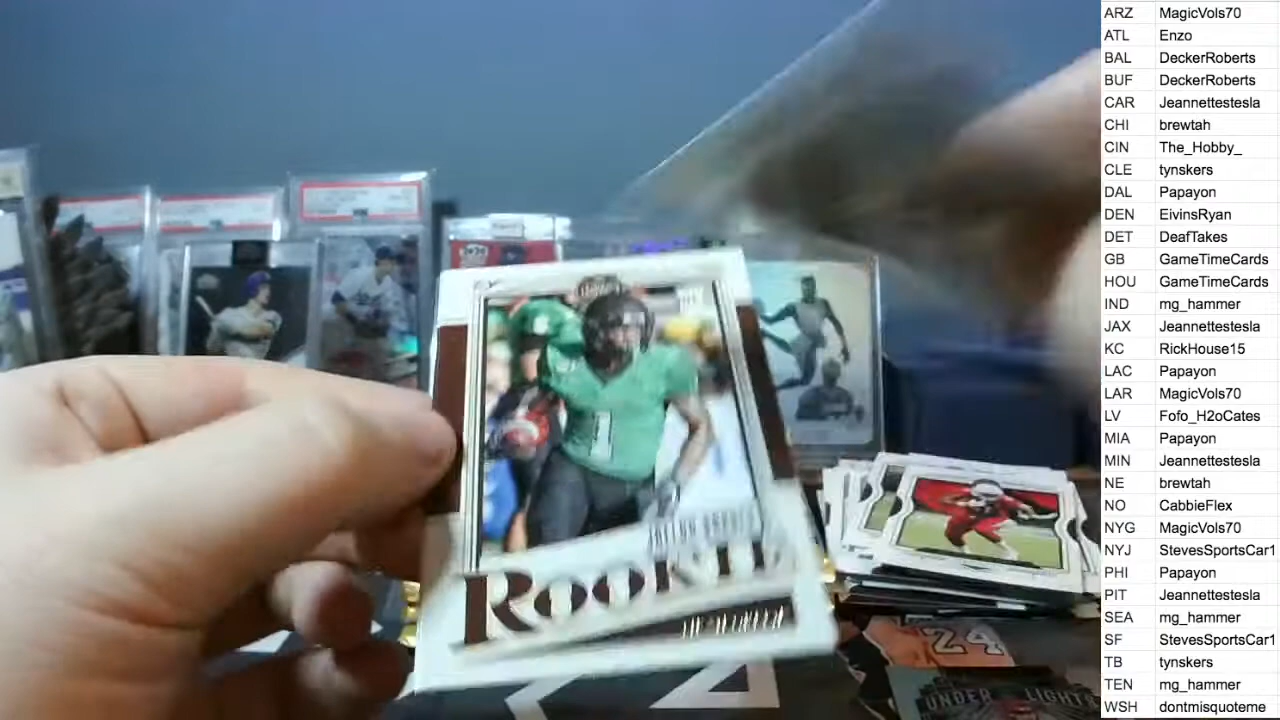 ARZ MagicVols70
ATL Enzo
BAL DeckerRoberts
BUF DeckerRoberts
CAR Jeannettestesla
CHI brewtah
CIN The_Hobby_
CLE tynskers
DAL Papayon
DEN EivinsRyan
DET DeafTakes
GB GameTimeCards
HOU GameTimeCards
IND mg_hammer
JAX Jeannettestesla
KC RickHouse15
LAC Papayon
LAR MagicVols70
LV Fofo_H2oCates
MIA Papayon
MIN Jeannettestesla
NE brewtah
NO CabbieFlex
NYG MagicVols70
NYJ StevesSportsCar1
PHI Papayon
PIT Jeannettestesla
SEA mg_hammer
SF StevesSportsCar1
TB tynskers
TEN mg_hammer
WSH dontmisquoteme
1
ROOKIE
24
UNDER LIGHTS